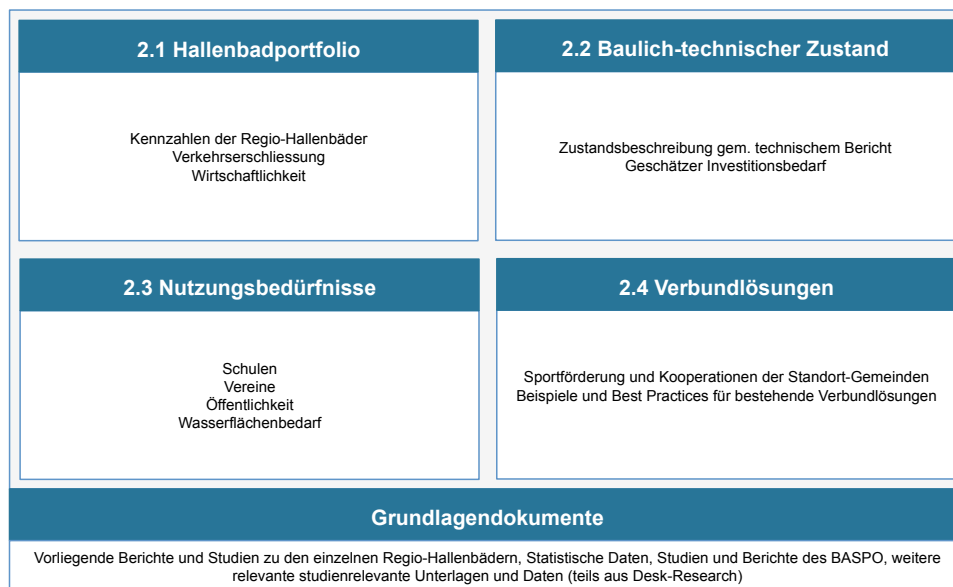 2.1 Hallenbadportfolio
Kennzahlen der Regio-Hallenbäder
Verkehrserschliessung
Wirtschaftlichkeit
2.2 Baulich-technischer Zustand
Zustandsbeschreibung gem. technischem Bericht
Geschätzer Investitionsbedarf
2.3 Nutzungsbedürfnisse
Schulen
Vereine
Öffentlichkeit
Wasserflächenbedarf
2.4 Verbundlösungen
Sportförderung und Kooperationen der Standort-Gemeinden
Beispiele und Best Practices für bestehende Verbundlösungen
Grundlagendokumente
Vorliegende Berichte und Studien zu den einzelnen Regio-Hallenbädern, Statistische Daten, Studien und Berichte des BASPO, weitere
relevante studienrelevante Unterlagen und Daten (teils aus Desk-Research)